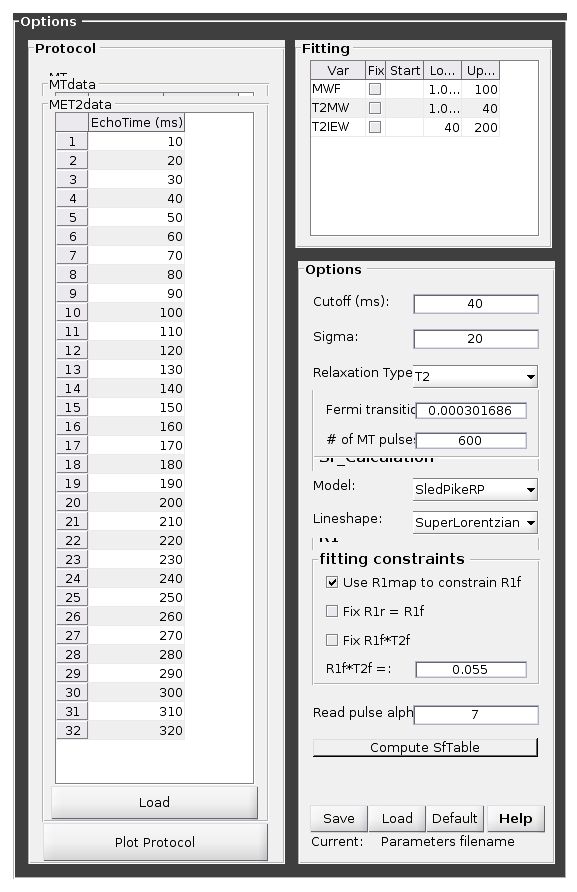 Options
Protocol
MT
MTdata
MET2data
EchoTime (ms)
1 10
2 20
3 30
4 40
5 50
6 60
7 70
8 80
9 90
10 100
11 110
12 120
13 130
14 140
15 150
16 160
17 170
18 180
19 190
20 200
21 210
22 220
23 230
24 240
25 250
26 260
27 270
28 280
29 290
30 300
31 310
32 320
Load
Plot Protocol
Fitting
Var Fix Start Lo... Up...
MWF 1.0... 100
T2MW 1.0... 40
T2IEW 40 200
Options
Cutoff (ms): 40
Sigma: 20
Relaxation Type T2
Fermi transitic 0.000301686
# of MT pulses 600
Sf_Calculation
Model: SledPikeRP
Lineshape: SuperLorentzian
R1
fitting constraints
Use R1map to constrain R1f
Fix R1r = R1f
Fix R1f*T2f
R1f*T2f =: 0.055
Read pulse alph 7
Compute SfTable
Save Load Default Help
Current: Parameters filename